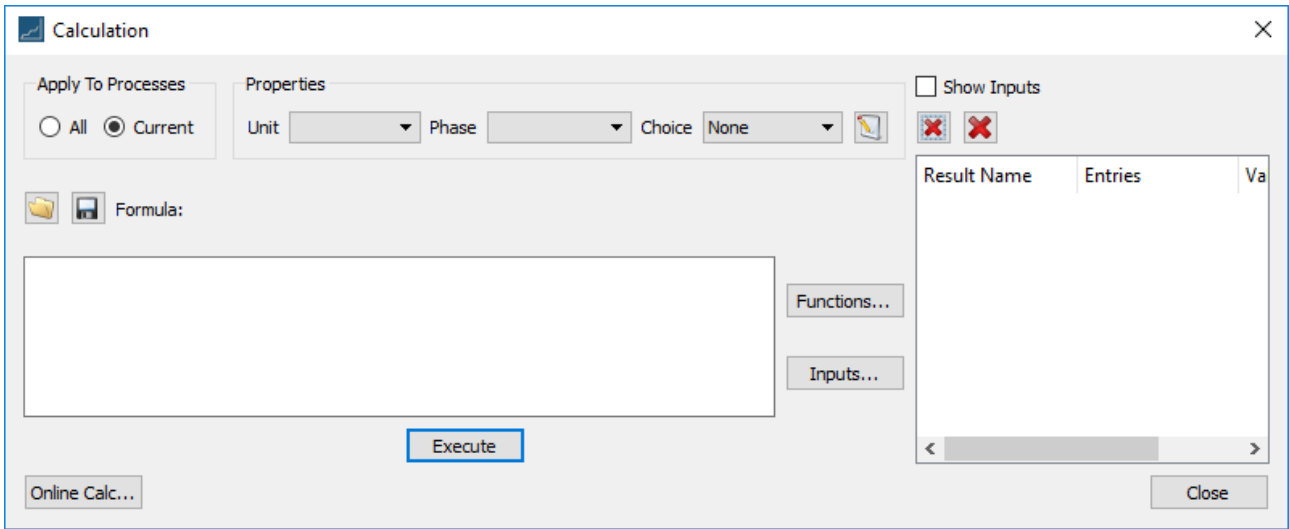 Calculation
Apply To Processes
All
Current
Properties
Unit
Phase
Choice
None
Show Inputs
Result Name
Entries
Va
Formula:
Functions...
Inputs...
Execute
Online Calc...
Close